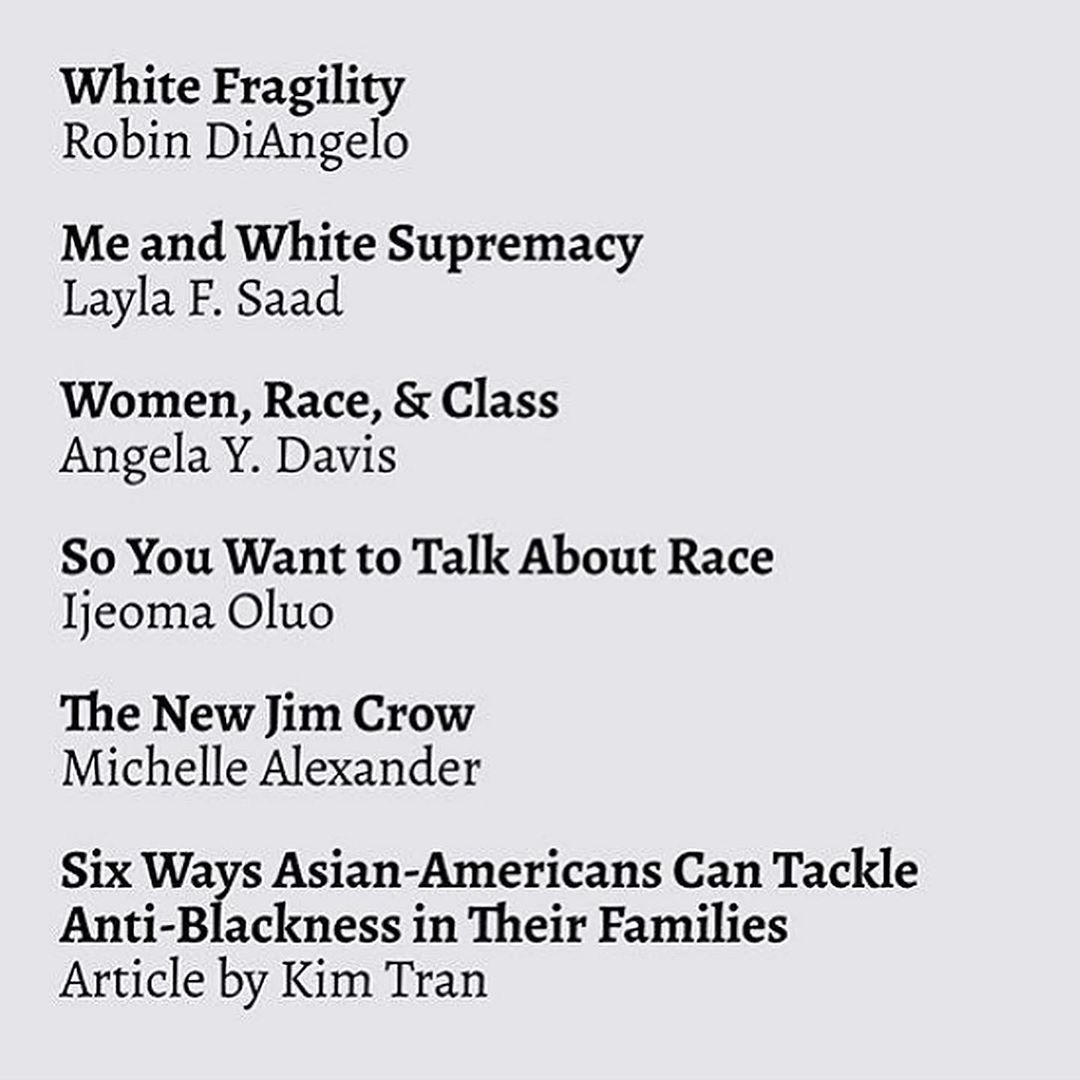 White Fragility
Robin DiAngelo
Me and White Supremacy
Layla F. Saad
Women, Race, & Class
Angela Y. Davis
So You Want to Talk About Race
Ijeoma Oluo
The New Jim Crow
Michelle Alexander
Six Ways Asian-Americans Can Tackle
Anti-Blackness in Their Families
Article by Kim Tran